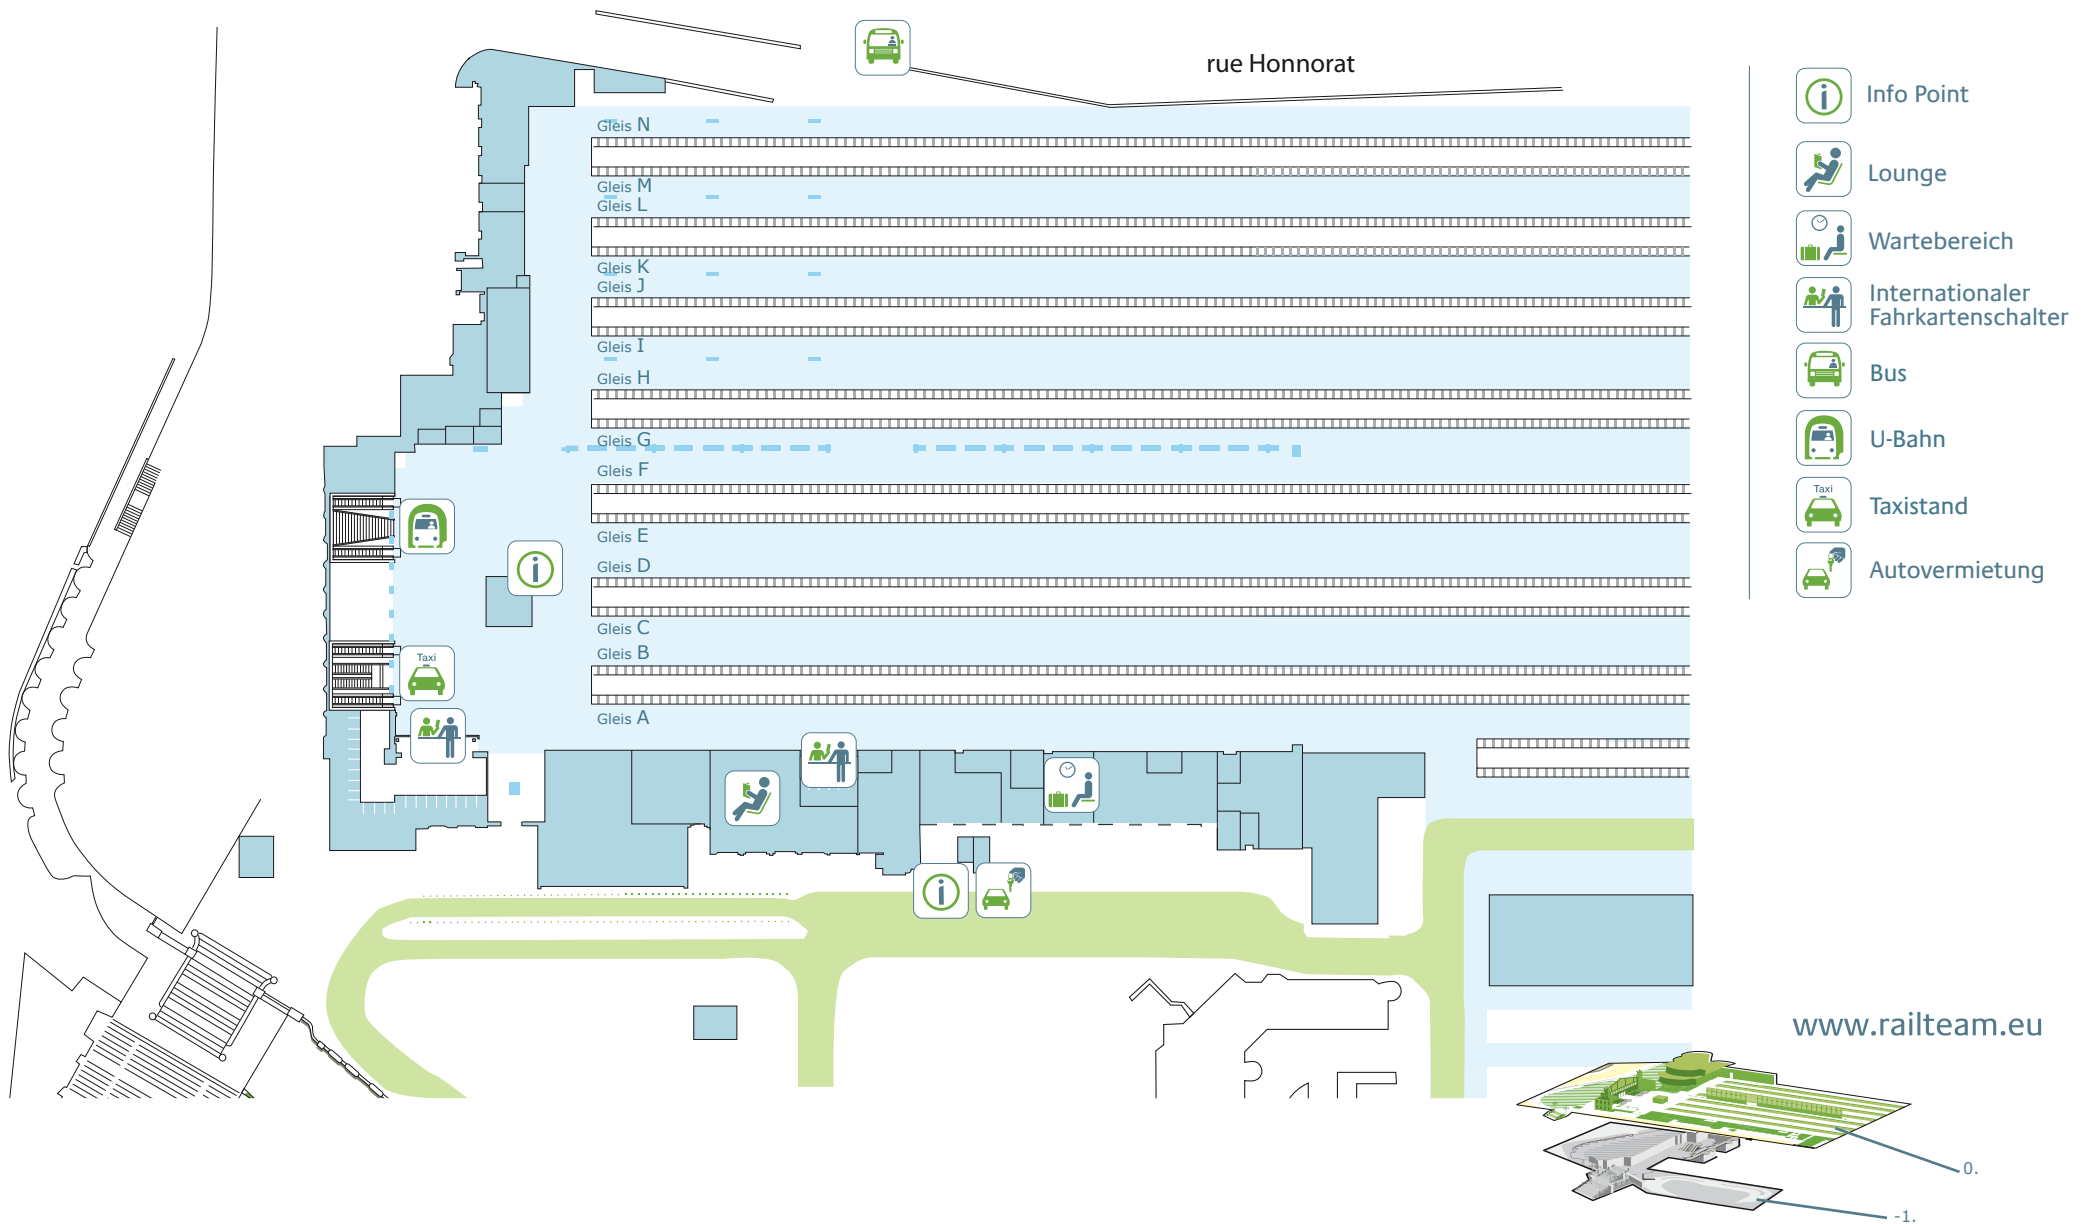 rue Honnorat
Gleis N
Gleis M
Gleis L
Gleis K
Gleis J
Gleis I
Gleis H
Gleis G
Gleis F
Gleis E
Gleis D
Gleis C
Gleis B
Gleis A
Taxi
Info Point
Lounge
Wartebereich
Internationaler
Fahrkartenschalter
Bus
U-Bahn
Taxi
Taxistand
Autovermietung
www.railteam.eu
0.
-1.